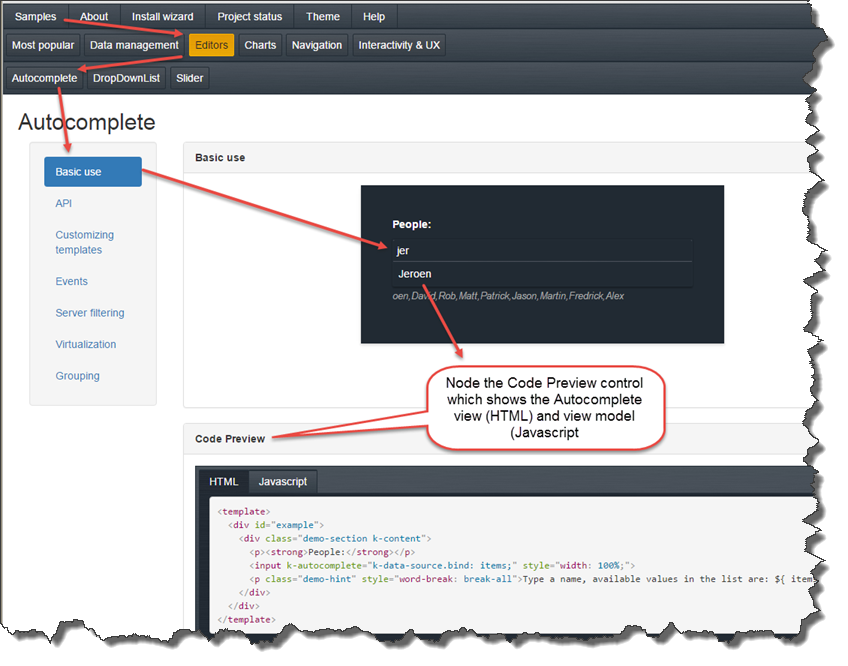 Samples About Install wizard Project status Theme Help
Most popular Data management Editors Charts Navigation Interactivity & UX
Autocomplete DropDownList Slider
Autocomplete
Basic use
API
Customizing
templates
Events
Server filtering
Virtualization
Grouping
Basic use
People:
jer
Jeroen
oen,David,Rob,Matt,Patrick,Jason,Martin,Fredrick,Alex
Node the Code Preview control
which shows the Autocomplete
view (HTML) and view model
(Javascript
Code Preview
HTML Javascript
<template>
<div id="example">
<div class="demo-section k-content">
<p><strong>People:</strong></p>
<input k-autocomplete="k-data-source.bind: items;" style="width: 100%;">
<p class="demo-hint" style="word-break: break-all">Type a name, available values in the list are: ${ item
</div>
</div>
</template>